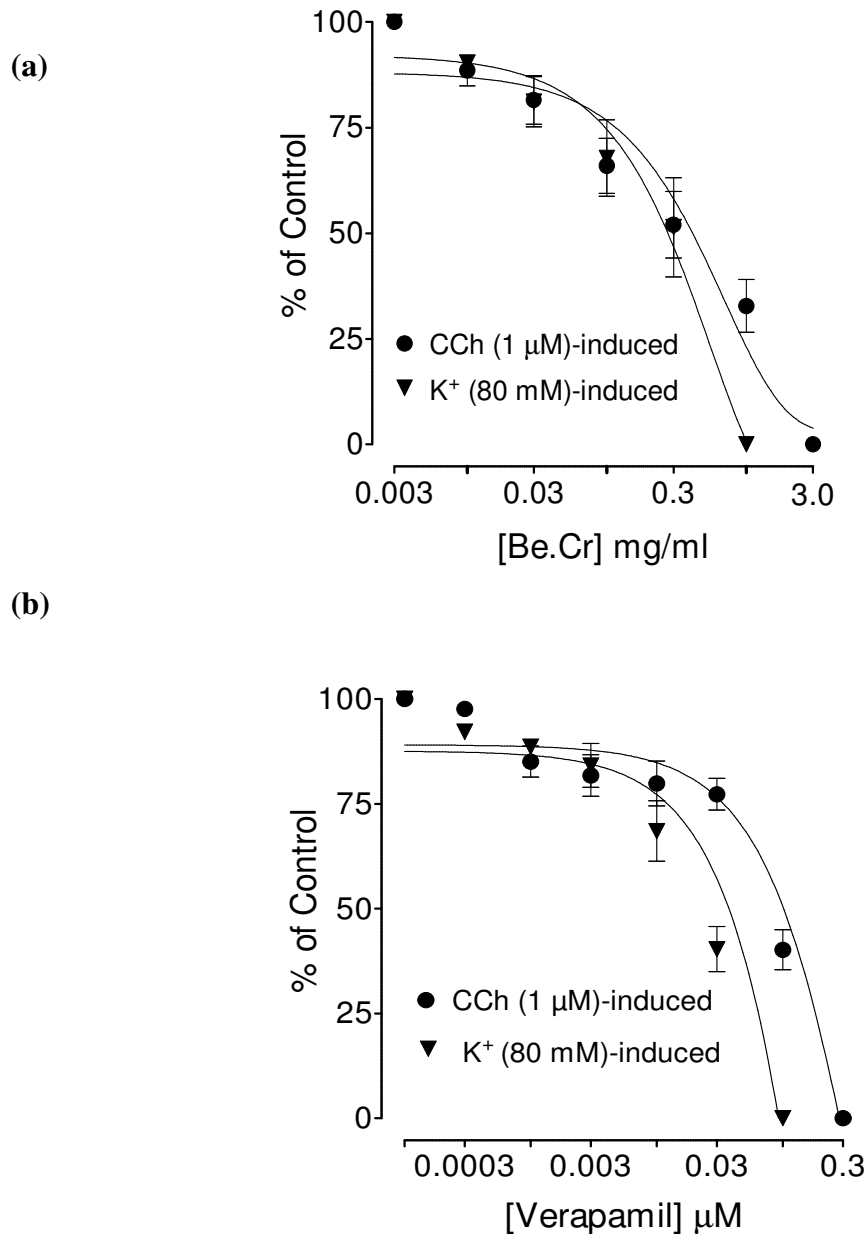 (a)
100
75
50
25
0
% of Control
CCh (1 μM)-induced
K+ (80 mM)-induced
0.003 0.03 0.3 3.0
[Be.Cr] mg/ml
(b)
100
75
50
25
0
% of Control
CCh (1 μM)-induced
K+ (80 mM)-induced
0.0003 0.003 0.03 0.3
[Verapamil] μM